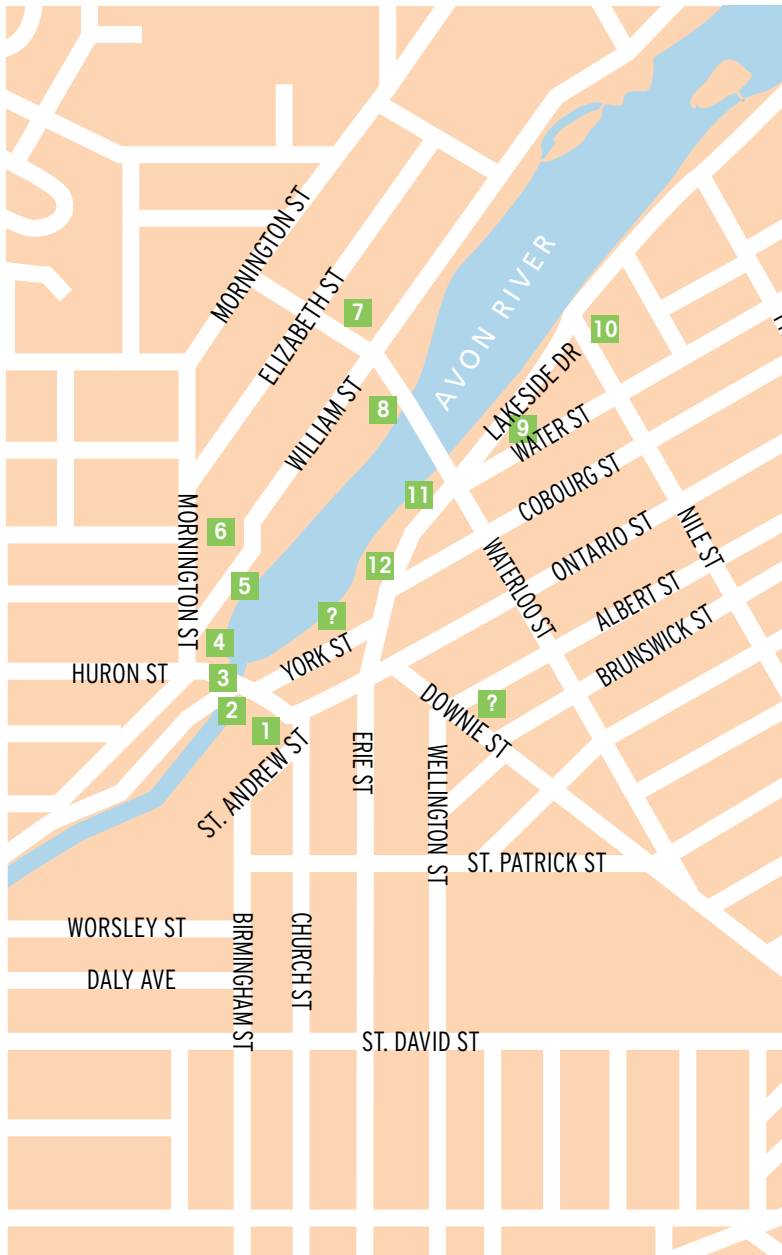 MORNINGTON ST
ELIZABETH ST
7
AVON RIVER
10
LAKESIDE DR
WILLIAM ST
8
9
WATER ST
COBOURG ST
11
MORNINGTON ST
6
ONTARIO ST
NILE ST
WATERLOO ST
12
5
ALBERT ST
?
BRUNSWICK ST
4
YORK ST
HURON ST
3
2
1
?
DOWNIE ST
ST. ANDREW ST
ERIE ST
WELLINGTON ST
ST. PATRICK ST
WORSLEY ST
BIRMINGHAM ST
CHURCH ST
DALY AVE
ST. DAVID ST